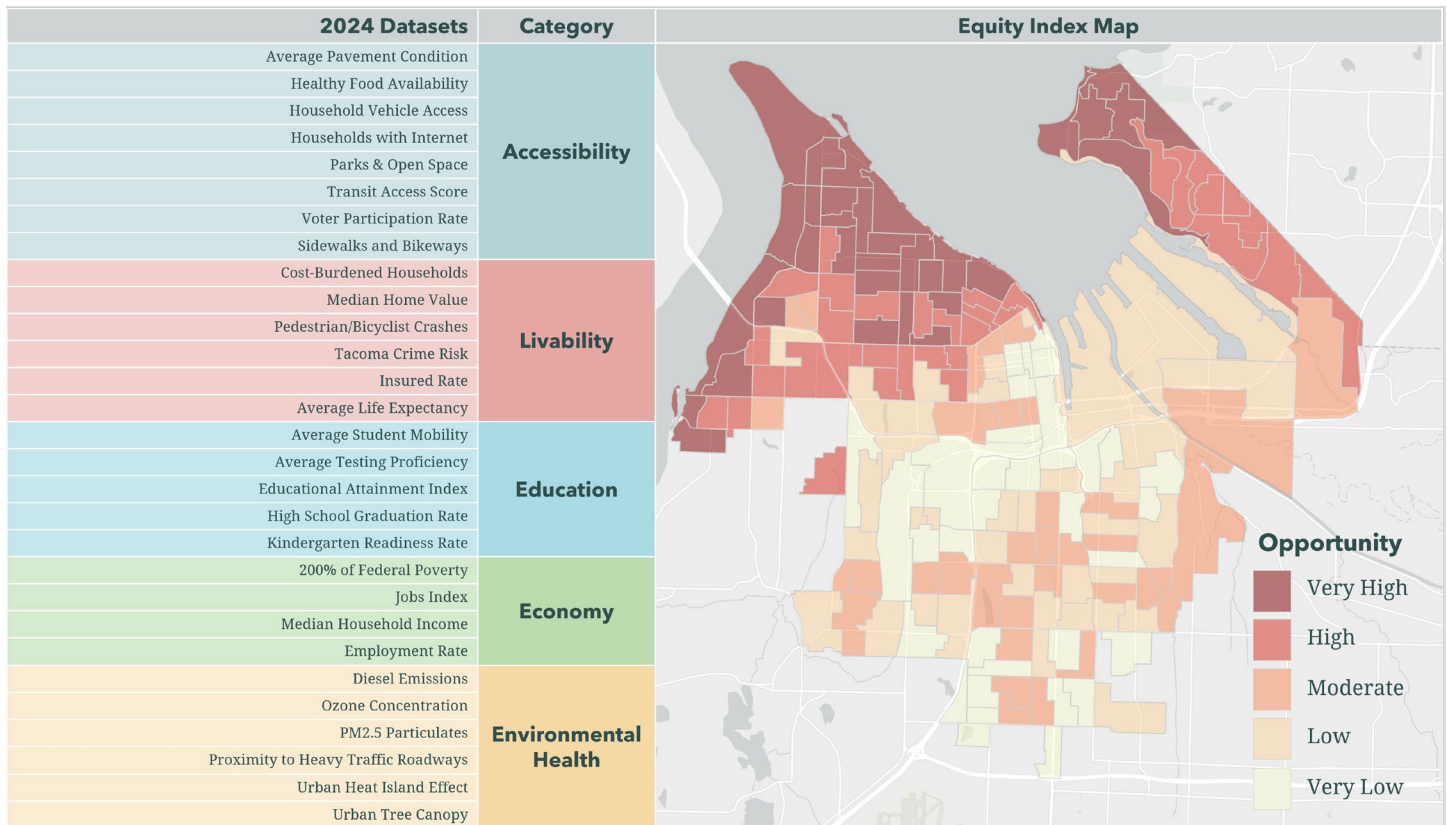 2024 Datasets
Category
Equity Index Map
Average Pavement Condition
Healthy Food Availability
Household Vehicle Access
Households with Internet
Parks & Open Space
Transit Access Score
Voter Participation Rate
Sidewalks and Bikeways
Accessibility
Cost-Burdened Households
Median Home Value
Pedestrian/Bicyclist Crashes
Tacoma Crime Risk
Insured Rate
Average Life Expectancy
Livability
Average Student Mobility
Average Testing Proficiency
Educational Attainment Index
High School Graduation Rate
Kindergarten Readiness Rate
Education
200% of Federal Poverty
Jobs Index
Median Household Income
Employment Rate
Economy
Diesel Emissions
Ozone Concentration
PM2.5 Particulates
Proximity to Heavy Traffic Roadways
Urban Heat Island Effect
Urban Tree Canopy
Environmental
Health
Opportunity
Very High
High
Moderate
Low
Very Low